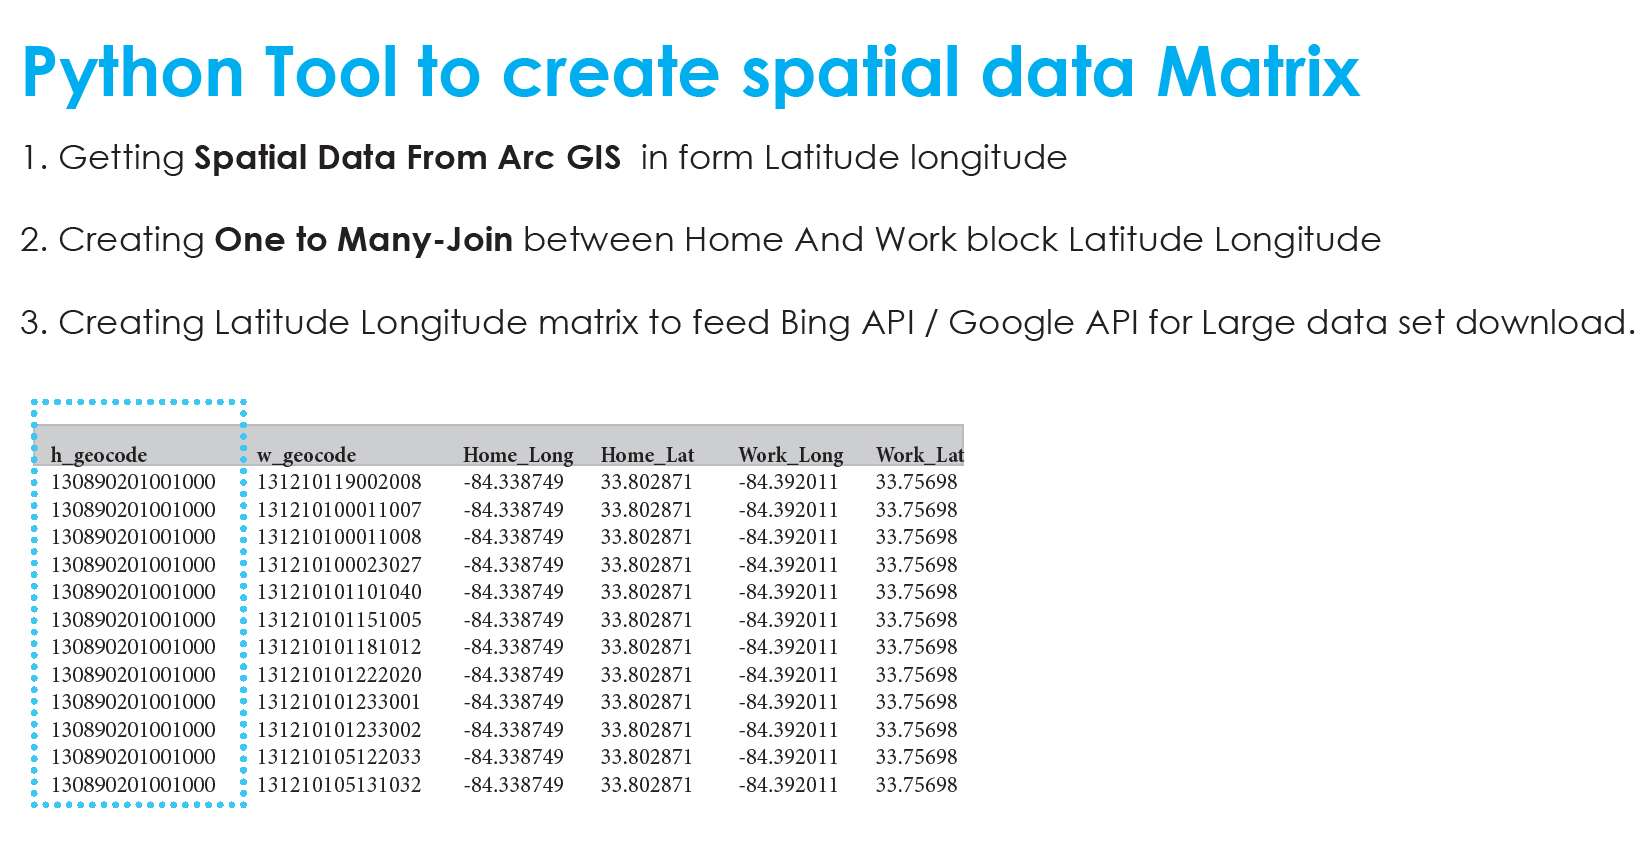 Python Tool to create spatial data Matrix
1. Getting Spatial Data From Arc GIS in form Latitude longitude
2. Creating One to Many-Join between Home And Work block Latitude Longitude
3. Creating Latitude Longitude matrix to feed Bing API / Google API for Large data set download.
h_geocode w_geocode Home_Long Home_Lat Work_Long Work_Lat
130890201001000 131210119002008 -84.338749 33.802871 -84.392011 33.75698
130890201001000 131210100011007 -84.338749 33.802871 -84.392011 33.75698
130890201001000 131210100011008 -84.338749 33.802871 -84.392011 33.75698
130890201001000 131210100023027 -84.338749 33.802871 -84.392011 33.75698
130890201001000 131210101101040 -84.338749 33.802871 -84.392011 33.75698
130890201001000 131210101151005 -84.338749 33.802871 -84.392011 33.75698
130890201001000 131210101181012 -84.338749 33.802871 -84.392011 33.75698
130890201001000 131210101222020 -84.338749 33.802871 -84.392011 33.75698
130890201001000 131210101233001 -84.338749 33.802871 -84.392011 33.75698
130890201001000 131210101233002 -84.338749 33.802871 -84.392011 33.75698
130890201001000 131210105122033 -84.338749 33.802871 -84.392011 33.75698
130890201001000 131210105131032 -84.338749 33.802871 -84.392011 33.75698